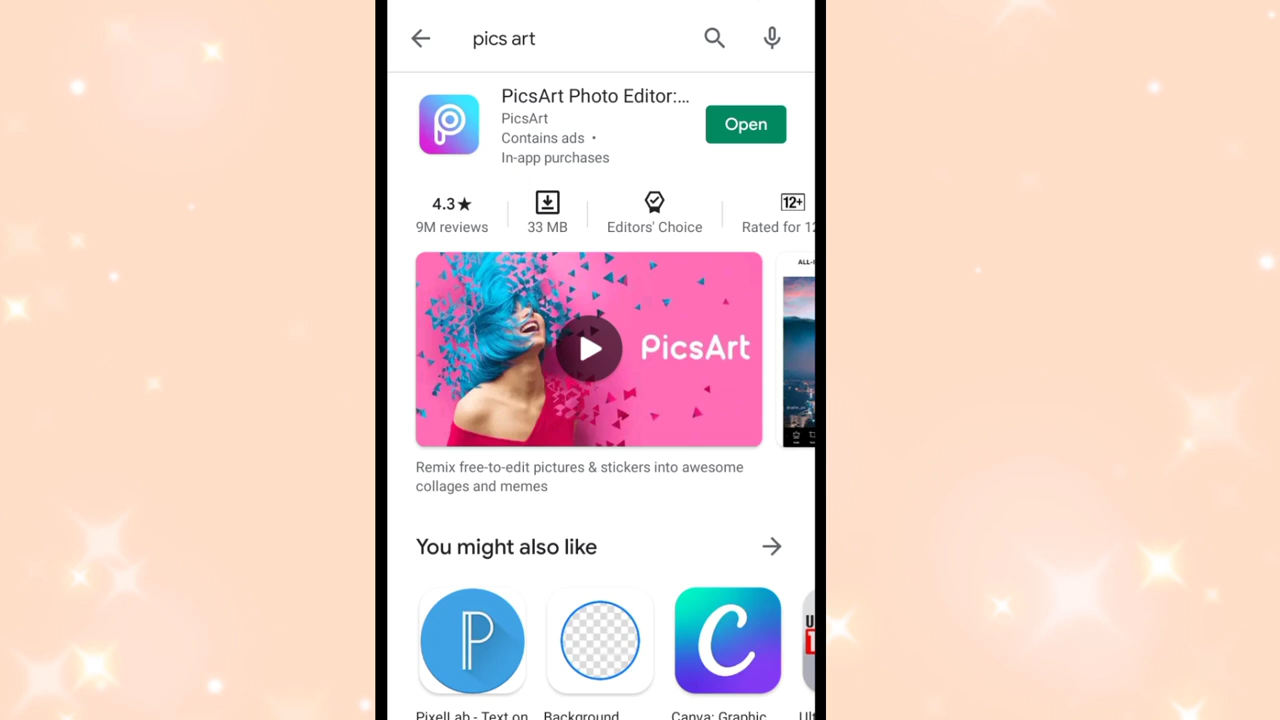 pics art
PicsArt Photo Editor:...
PicsArt
Contains ads •
In-app purchases
Open
4.3★
9M reviews
33 MB
Editors' Choice
12+
Rated for 12
PicsArt
Remix free-to-edit pictures & stickers into awesome
collages and memes
You might also like
PixelLab - Text on
Background
Canva: Graphic